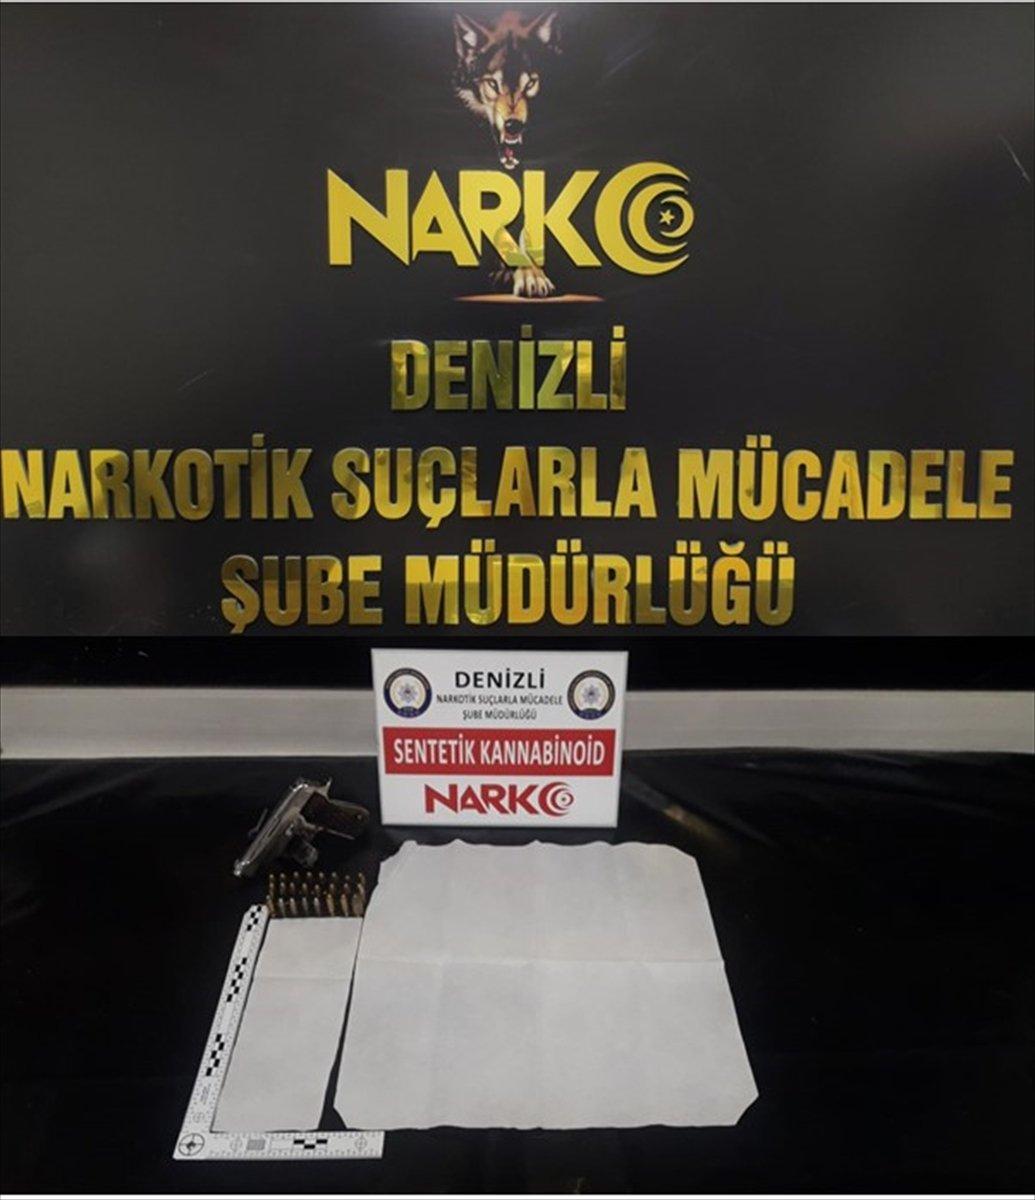 NARKO
DENİZLİ
NARKOTİK SUÇLARLA MÜCADELE
ŞUBE MÜDÜRLÜĞÜ
DENİZLİ
NARKOTİK SUÇLARLA MÜCADELE
ŞUBE MÜDÜRLÜĞÜ
SENTETİK KANNABİNOİD
NARKO